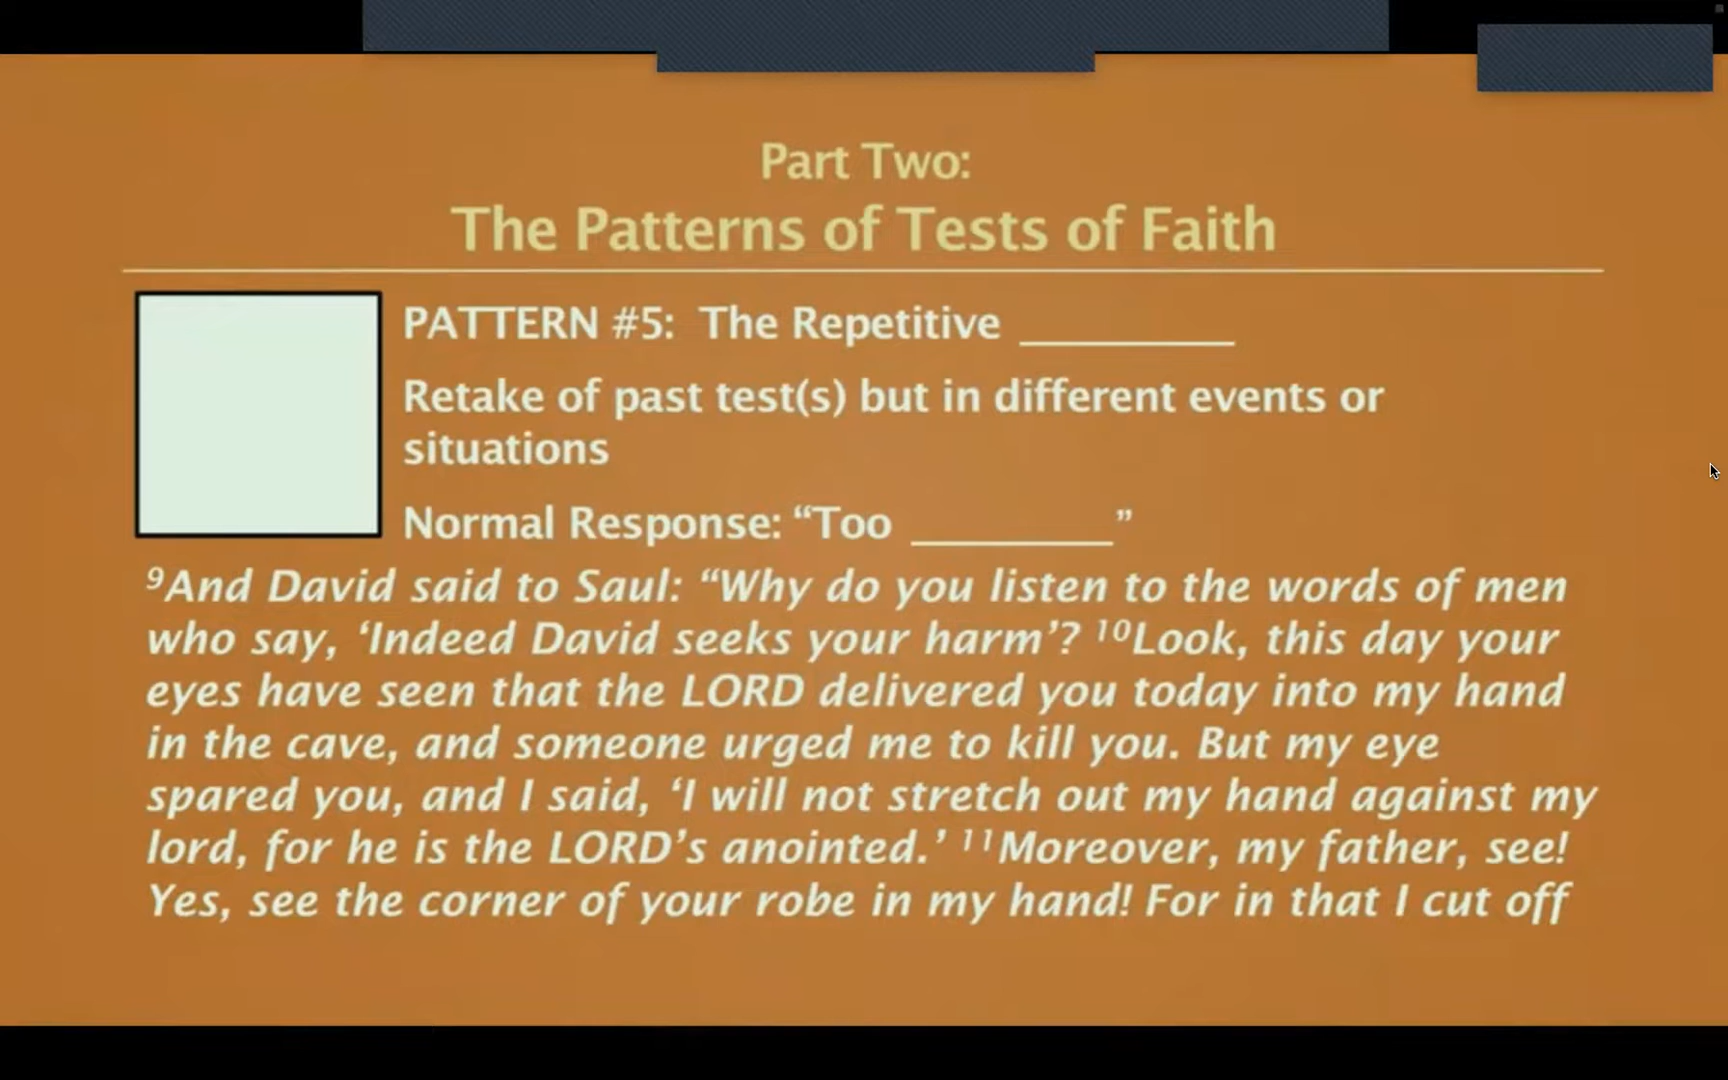 Part Two:
The Patterns of Tests of Faith
PATTERN #5: The Repetitive __________
Retake of past test(s) but in different events or
situations
Normal Response: “Too _________”
⁹And David said to Saul: “Why do you listen to the words of men
who say, ‘Indeed David seeks your harm’? ¹⁰Look, this day your
eyes have seen that the LORD delivered you today into my hand
in the cave, and someone urged me to kill you. But my eye
spared you, and I said, ‘I will not stretch out my hand against my
lord, for he is the LORD’s anointed.’ ¹¹Moreover, my father, see!
Yes, see the corner of your robe in my hand! For in that I cut off